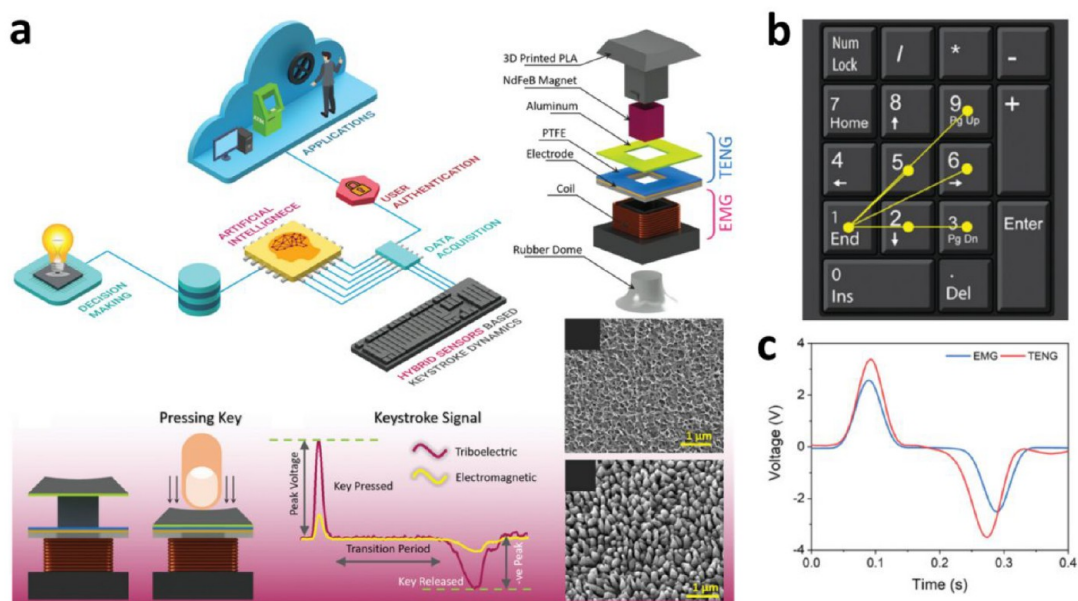 a
APPLICATIONS
USER
AUTHENTICATION
ARTIFICIAL
INTELLIGNECE
DATA
ACQUISITION
DECISION
MAKING
HYBRID SENSORS BASED
KEYSTROKE DYNAMICS
3D Printed PLA
NdFeB Magnet
Aluminum
PTFE
Electrode
Coil
Rubber Dome
TENG
EMG
1 μm
1 μm
Pressing Key
Keystroke Signal
Peak Voltage
Key Pressed
Triboelectric
Electromagnetic
Transition Period
Key Released
-ve Peak
b
Num
Lock
/
*
-
7
Home
8
↑
9
Pg Up
+
4
←
5
6
→
1
End
2
↓
3
Pg Dn
Enter
0
Ins
.
Del
c
EMG
TENG
Voltage (V)
4
2
0
-2
-4
0.0
0.1
0.2
0.3
0.4
Time (s)